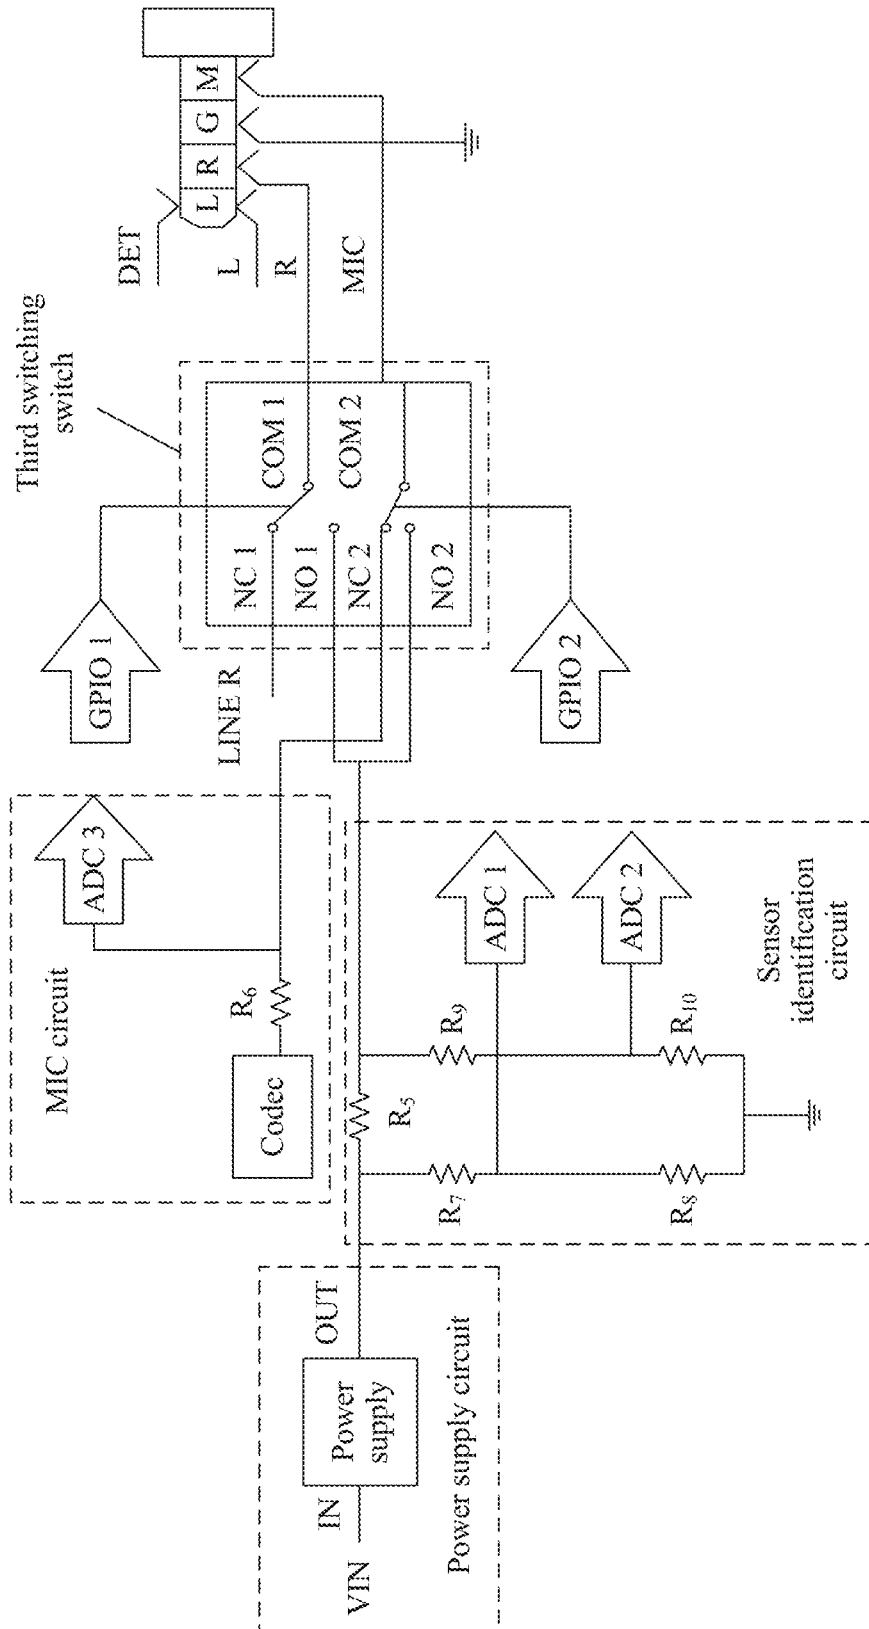 Third switching
switch
GPIO 1
LINE R
NC 1
NO 1
NC 2
NO 2
COM 1
COM 2
GPIO 2
DET
L
R
MIC
L
R
G
M
MIC circuit
ADC 3
R6
Codec
R5
R7
R8
R9
R10
ADC 1
ADC 2
Sensor
identification
circuit
VIN
IN
Power
supply
OUT
Power supply circuit